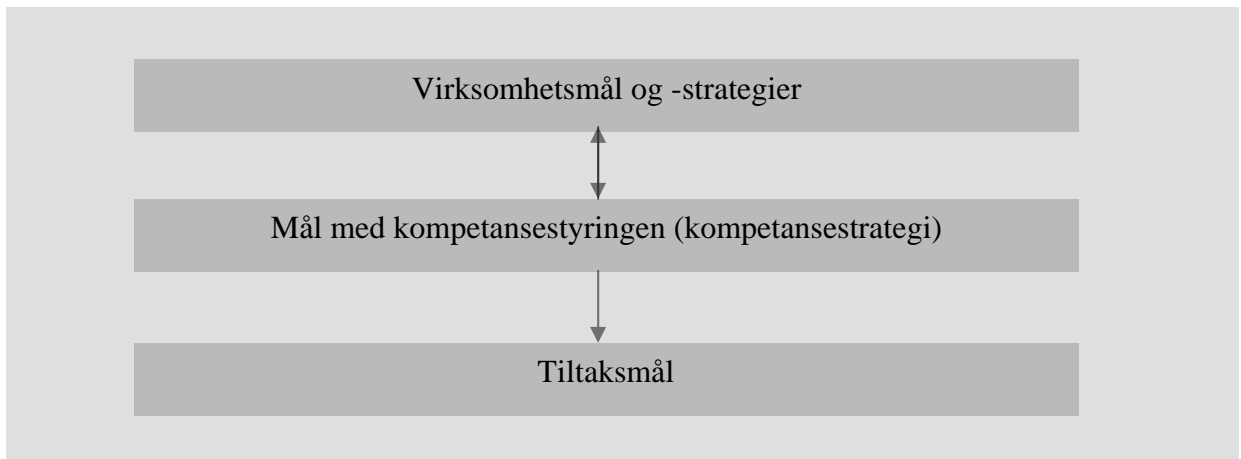 Virksomhetsmål og -strategier
Mål med kompetansestyringen (kompetansestrategi)
Tiltaksmål